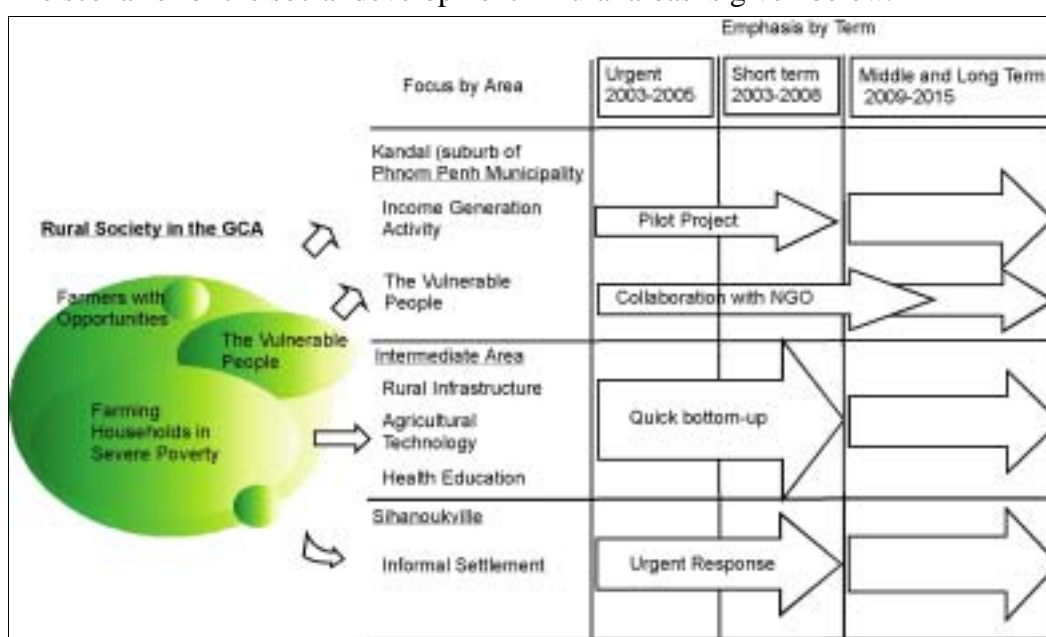 Emphasis by Term
Focus by Area
Urgent
2003-2005
Short term
2003-2008
Middle and Long Term
2009-2015
Kandal (suburb of
Phnom Penh Municipality
Income Generation
Activity
Pilot Project
The Vulnerable
People
Collaboration with NGO
Rural Society in the GCA
Farmers with
Opportunities
The Vulnerable
People
Farming
Households in
Severe Poverty
Intermediate Area
Rural Infrastructure
Agricultural
Technology
Health Education
Quick bottom-up
Sihanoukville
Informal Settlement
Urgent Response